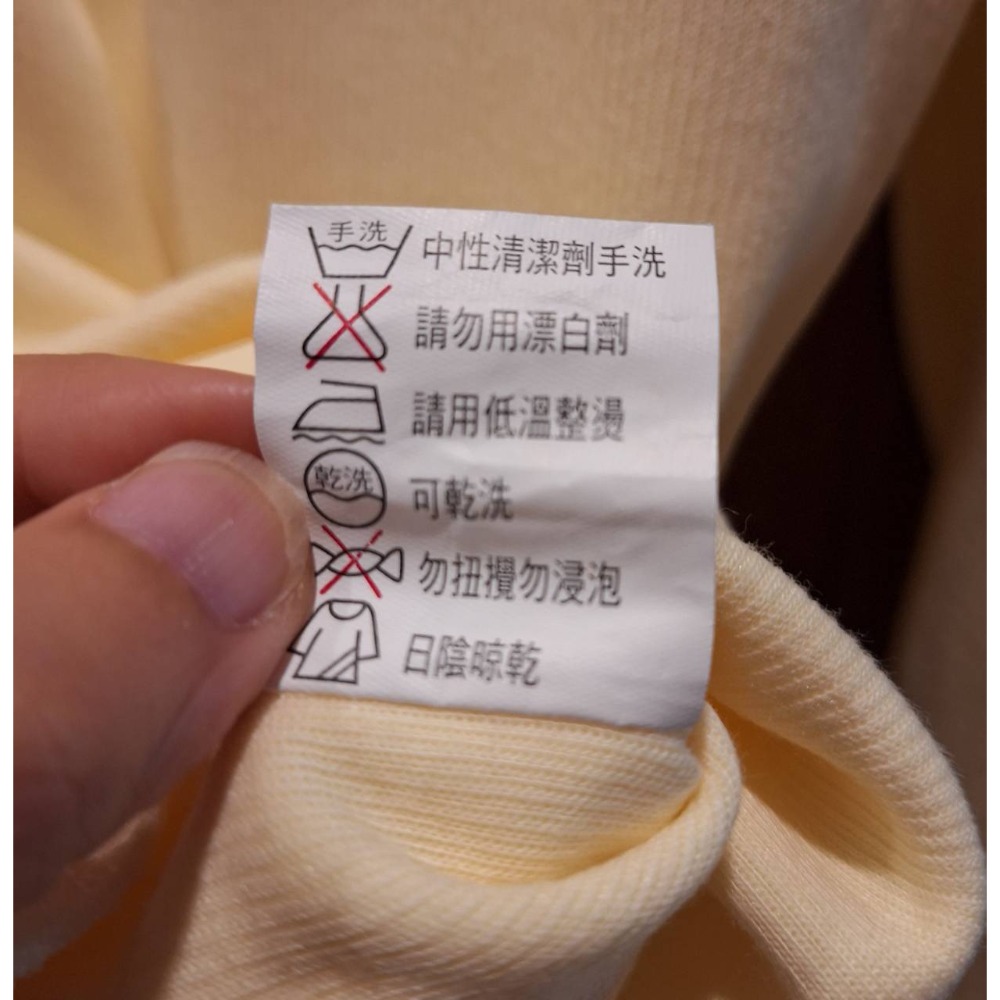 手洗 中性清潔劑手洗
請勿用漂白劑
請用低溫整燙
乾洗 可乾洗
勿扭攪勿浸泡
日陰晾乾